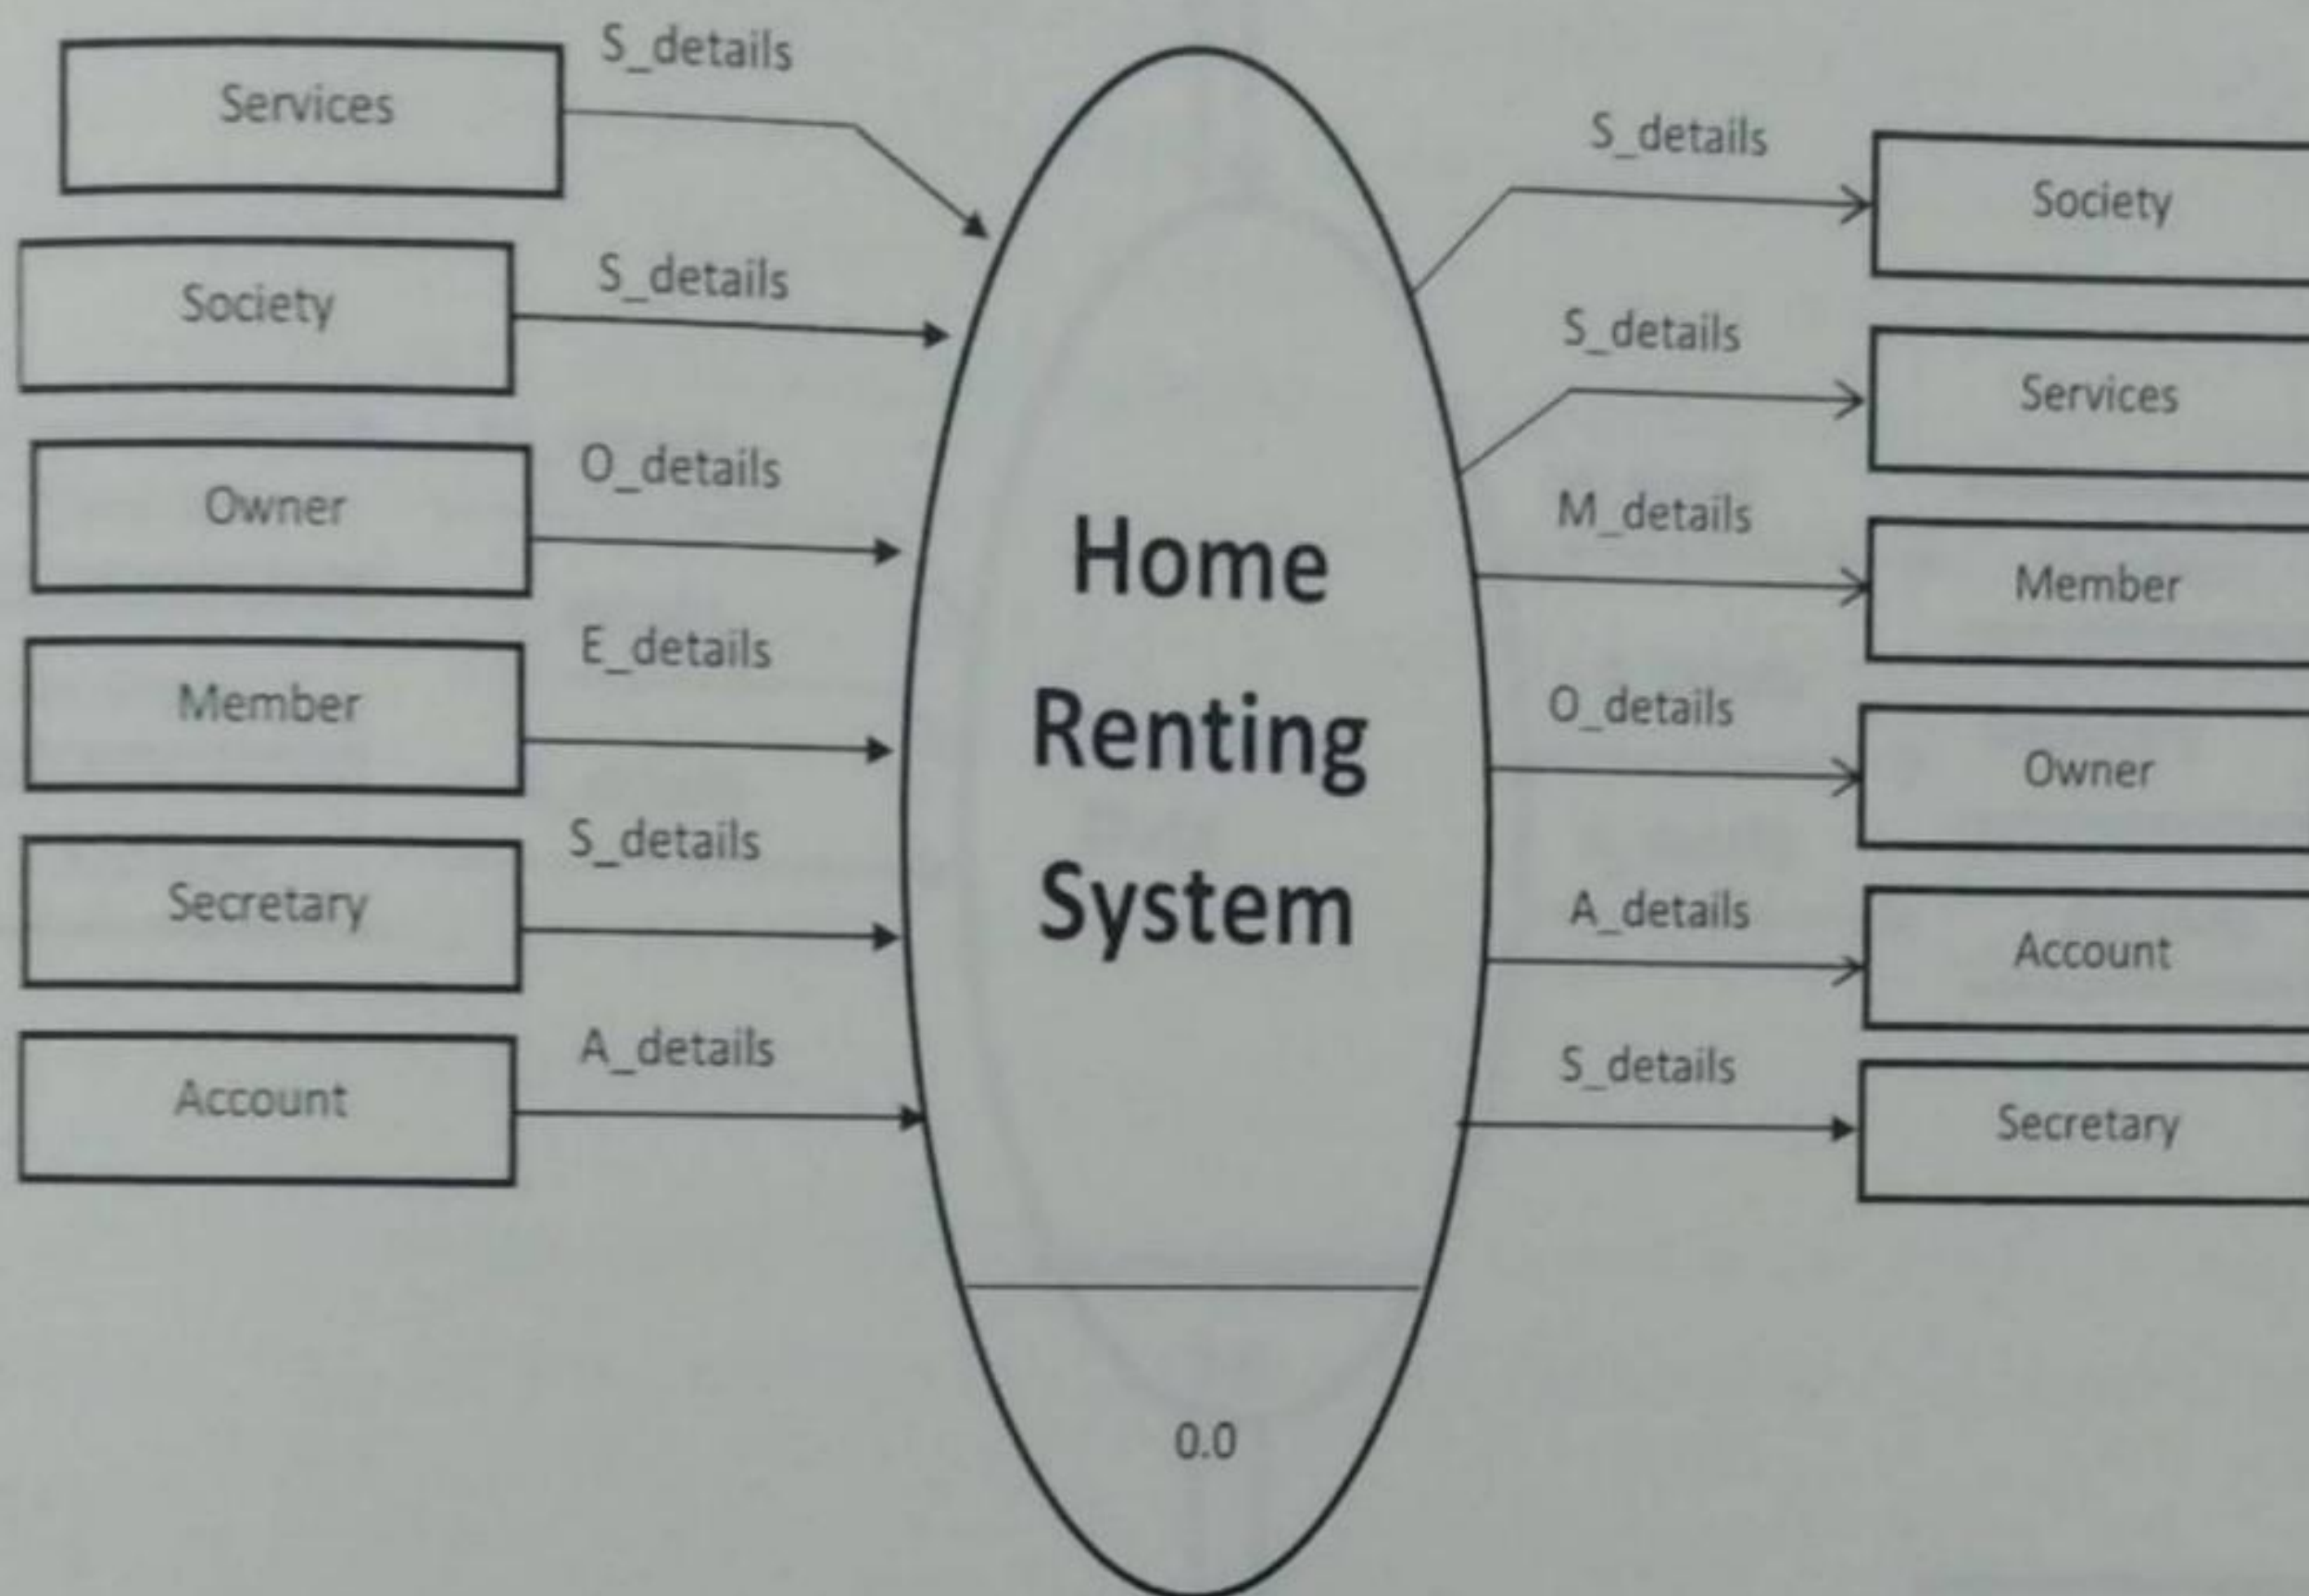 S_details
Services
S_details
Society
O_details
Owner
E_details
Member
S_details
Secretary
A_details
Account
Home
Renting
System
0.0
S_details
Society
S_details
Services
M_details
Member
O_details
Owner
A_details
Account
S_details
Secretary